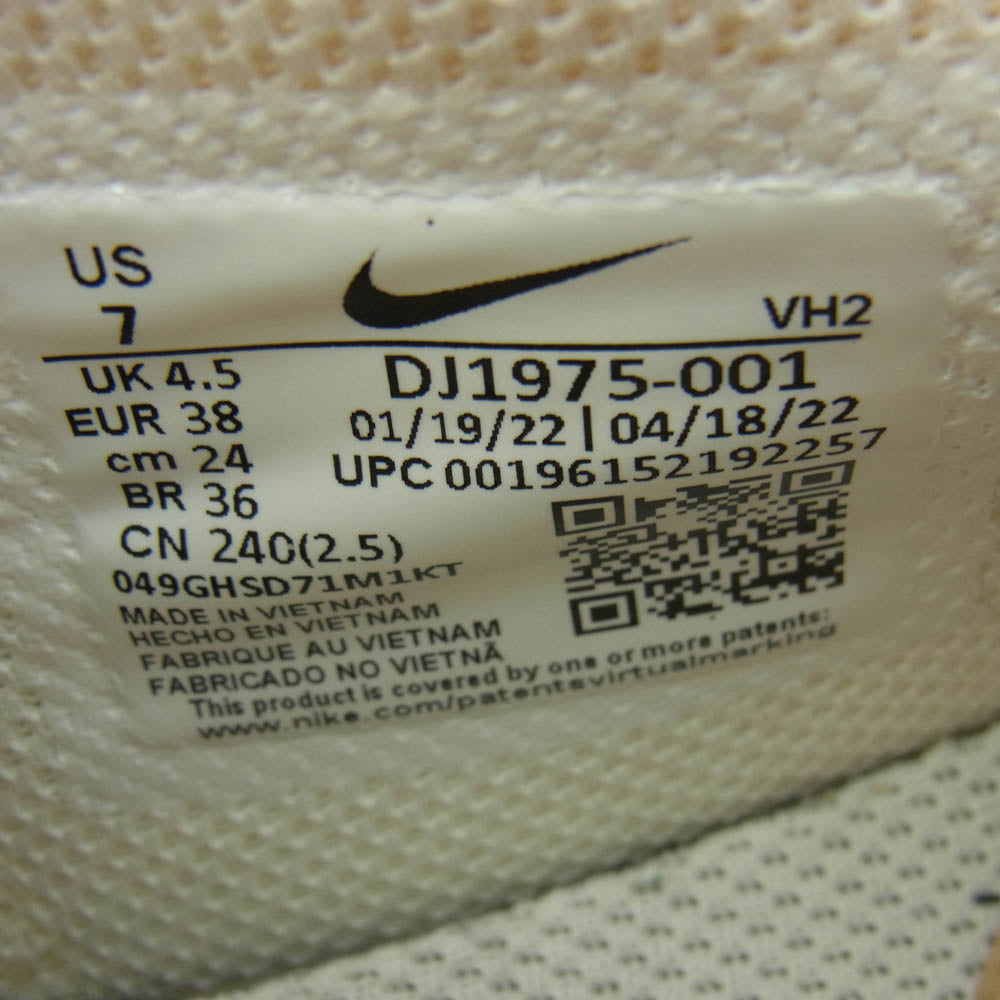 US
7
VH2
UK 4.5
DJ1975-001
EUR 38
01/19/22 | 04/18/22
cm 24
UPC 00196152192257
BR 36
CN 240(2.5)
049GHSD71M1KT
MADE IN VIETNAM
HECHO EN VIETNAM
FABRIQUE AU VIETNAM
FABRICADO NO VIETNÃ
This product is covered by one or more patents:
www.nike.com/patentsvirtualmarking